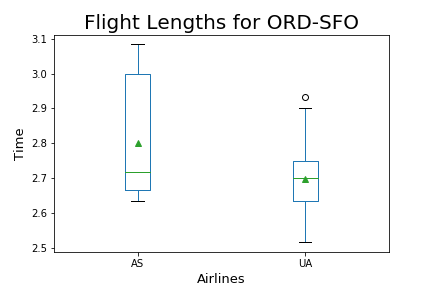 Flight Lengths for ORD-SFO
3.1
3.0
2.9
2.8
2.7
2.6
2.5
Time
AS
UA
Airlines